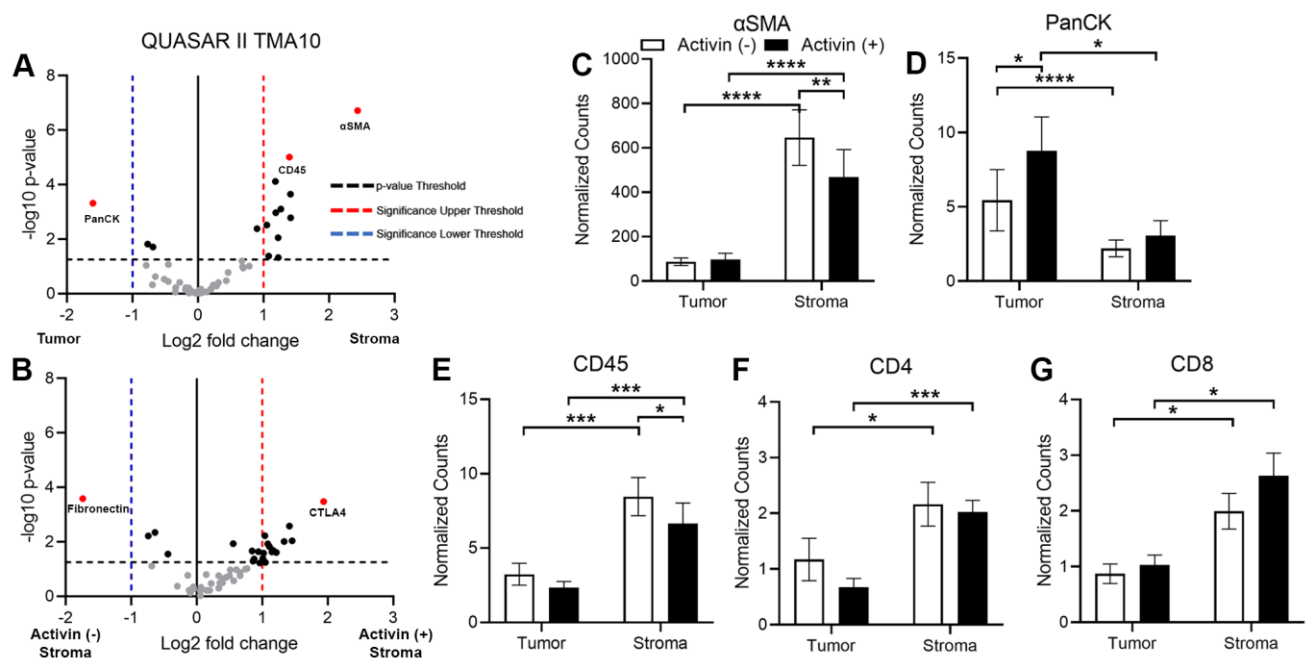 QUASAR II TMA10
A
8
6
4
2
0
-log10 p-value
αSMA
CD45
PanCK
p-value Threshold
Significance Upper Threshold
Significance Lower Threshold
-2 -1 0 1 2 3
Tumor Log2 fold change Stroma
B
8
6
4
2
0
-log10 p-value
Fibronectin
CTLA4
-2 -1 0 1 2 3
Activin (-) Stroma
Log2 fold change
Activin (+) Stroma
αSMA
Activin (-) Activin (+)
C
1000
800
600
400
200
0
Normalized Counts
****
****
**
Tumor Stroma
PanCK
D
15
10
5
0
Normalized Counts
*
*
****
Tumor Stroma
E
CD45
15
10
5
0
Normalized Counts
***
***
*
Tumor Stroma
F
CD4
4
3
2
1
0
Normalized Counts
***
*
Tumor Stroma
G
CD8
4
3
2
1
0
Normalized Counts
*
*
Tumor Stroma